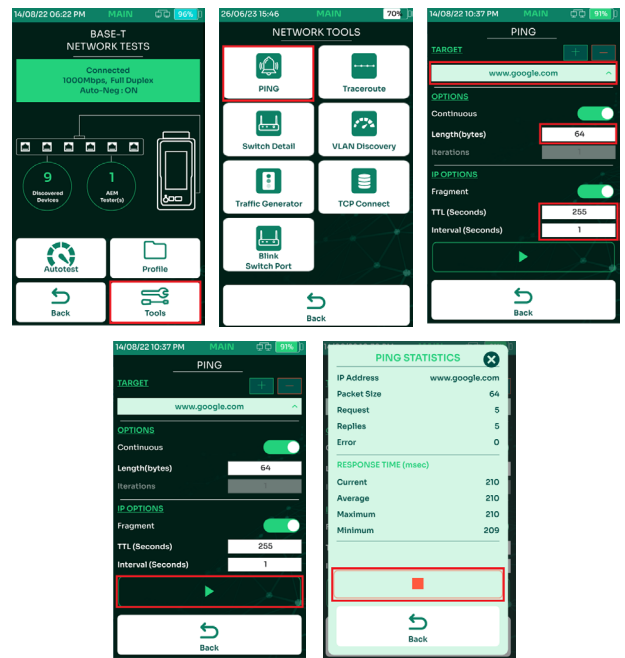 14/08/22 06:22 PM MAIN 96%
BASE-T
NETWORK TESTS
Connected
1000Mbps, Full Duplex
Auto-Neg : ON
9
Discovered
Devices
1
AEM
Tester(s)
Autotest
Profile
Back
Tools
26/06/23 15:46 MAIN 70%
NETWORK TOOLS
PING
Traceroute
Switch Detail
VLAN Discovery
Traffic Generator
TCP Connect
Blink
Switch Port
Back
14/08/22 10:37 PM MAIN 91%
PING
TARGET + -
www.google.com
OPTIONS
Continuous
Length(bytes) 64
Iterations
IP OPTIONS
Fragment
TTL (Seconds) 255
Interval (Seconds) 1
Back
14/08/22 10:37 PM MAIN 91%
PING
TARGET + -
www.google.com
OPTIONS
Continuous
Length(bytes) 64
Iterations 1
IP OPTIONS
Fragment
TTL (Seconds) 255
Interval (Seconds) 1
Back
PING STATISTICS
IP Address www.google.com
Packet Size 64
Request 5
Replies 5
Error 0
RESPONSE TIME (msec)
Current 210
Average 210
Maximum 210
Minimum 209
Back